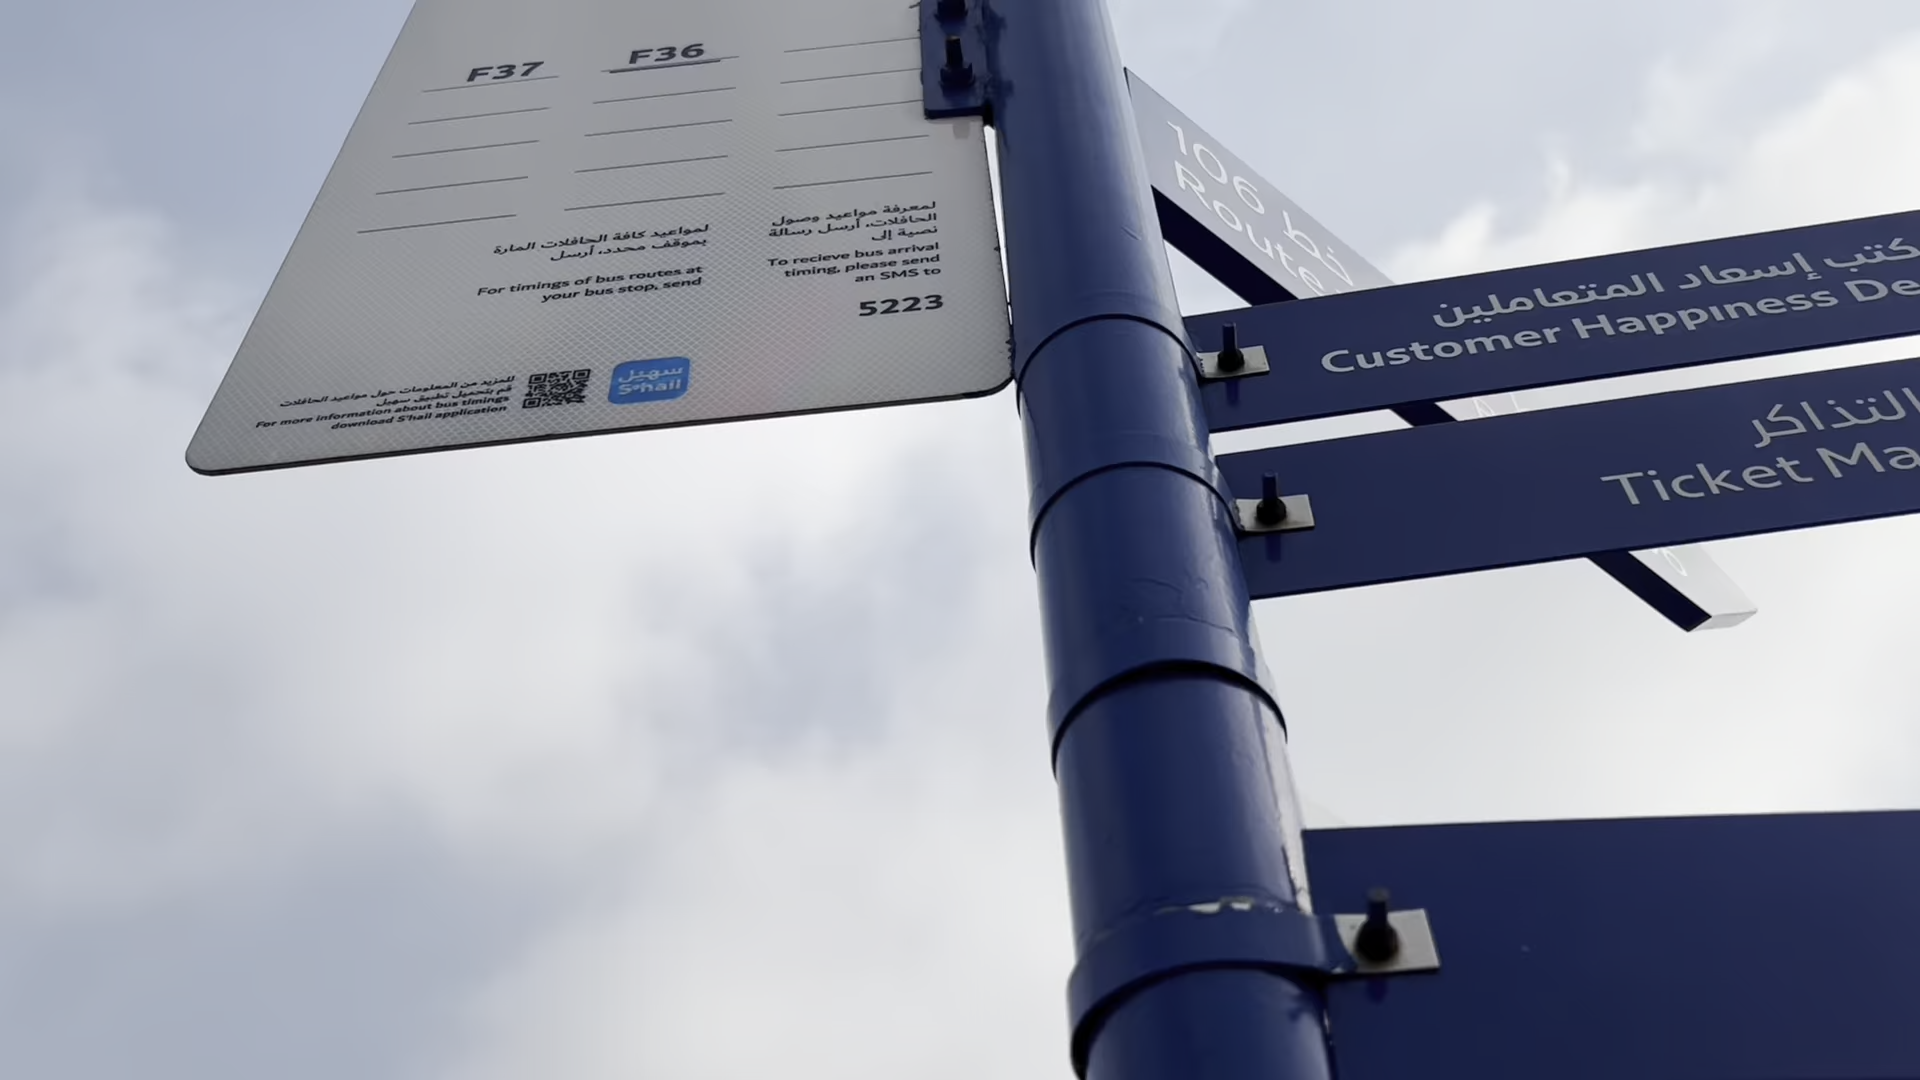 F37
F36
لمعرفة مواعيد وصول
الحافلات، أرسل رسالة
نصية إلى
To recieve bus arrival
timing, please send
an SMS to
5223
لمواعيد كافة الحافلات المارة
بموقف محدد، أرسل
For timings of bus routes at
your bus stop, send
للمزيد من المعلومات حول مواعيد الحافلات
قم بتحميل تطبيق سهيل
For more information about bus timings
download S'hail application
سهيل
S'hail
خط 106
Route
كتب إسعاد المتعاملين
Customer Happiness De
التذاكر
Ticket Ma